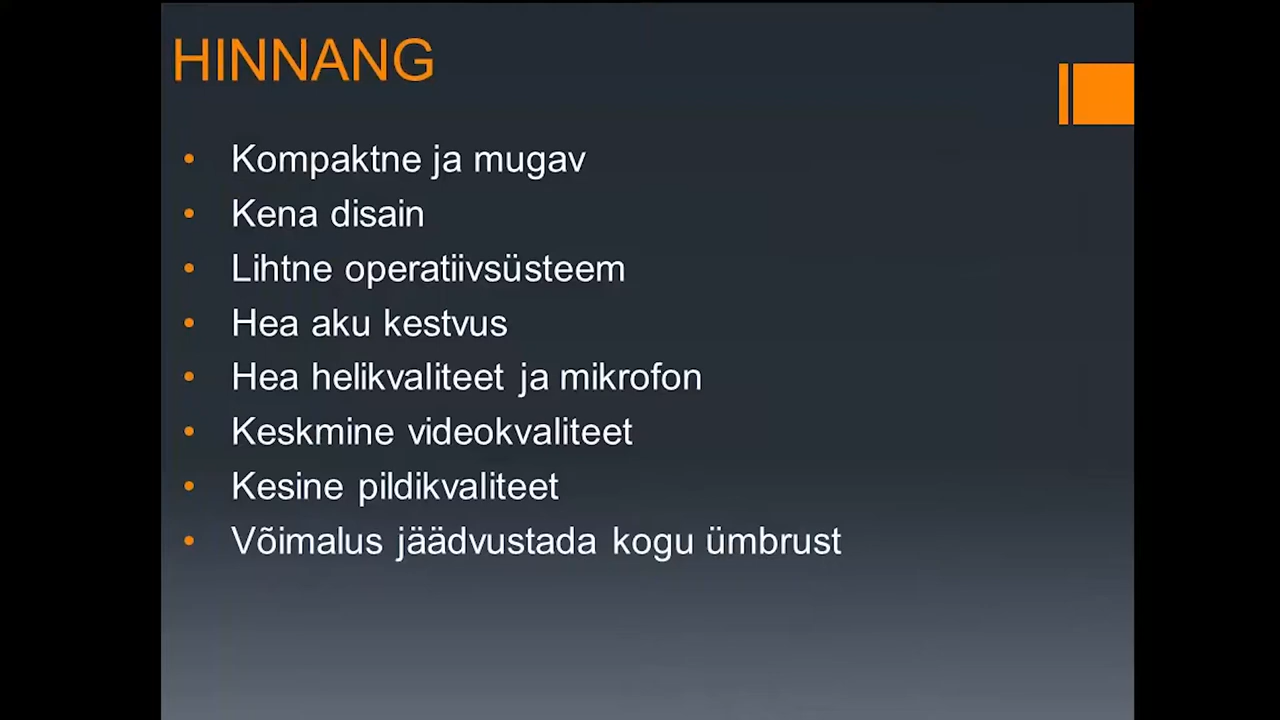 HINNANG
• Kompaktne ja mugav
• Kena disain
• Lihtne operatiivsüsteem
• Hea aku kestvus
• Hea helikvaliteet ja mikrofon
• Keskmine videokvaliteet
• Kesine pildikvaliteet
• Võimalus jäädvustada kogu ümbrust